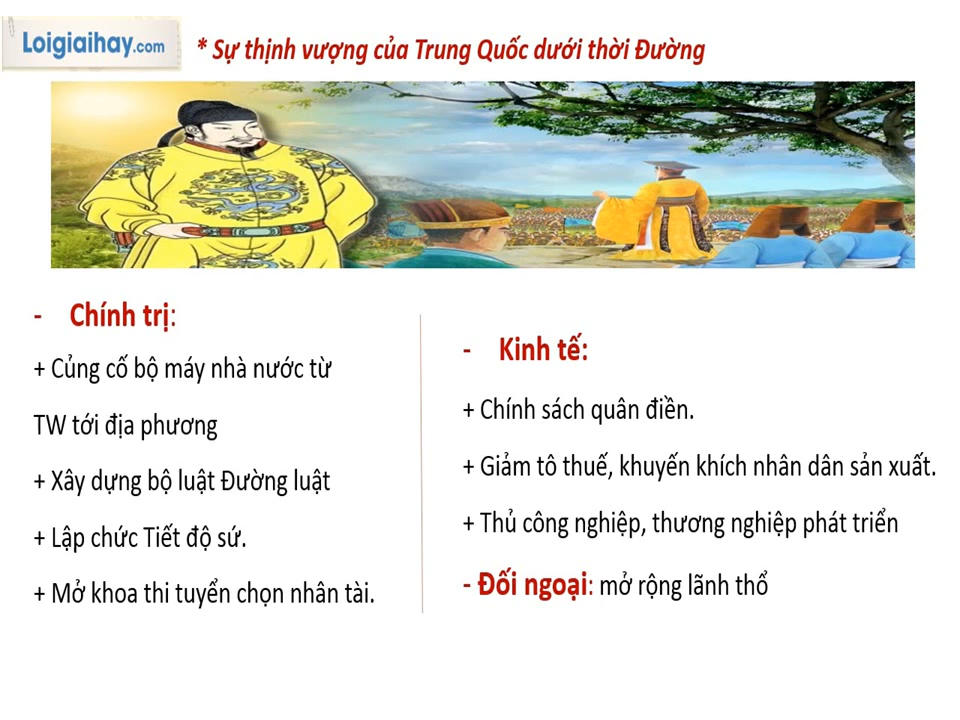 Loigiaihay.com
* Sự thịnh vượng của Trung Quốc dưới thời Đường
- Chính trị:
+ Củng cố bộ máy nhà nước từ
TW tới địa phương
+ Xây dựng bộ luật Đường luật
+ Lập chức Tiết độ sứ.
+ Mở khoa thi tuyển chọn nhân tài.
- Kinh tế:
+ Chính sách quân điền.
+ Giảm tô thuế, khuyến khích nhân dân sản xuất.
+ Thủ công nghiệp, thương nghiệp phát triển
- Đối ngoại: mở rộng lãnh thổ